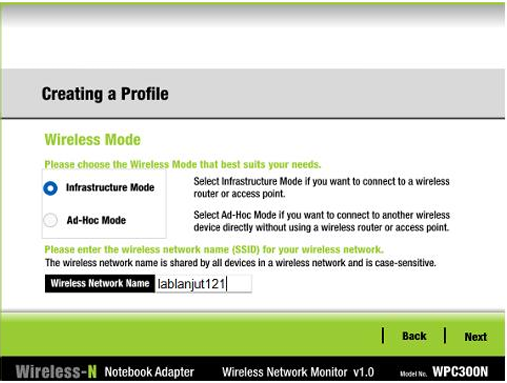 Creating a Profile
Wireless Mode
Please choose the Wireless Mode that best suits your needs.
Infrastructure Mode
Select Infrastructure Mode if you want to connect to a wireless
router or access point.
Ad-Hoc Mode
Select Ad-Hoc Mode if you want to connect to another wireless
device directly without using a wireless router or access point.
Please enter the wireless network name (SSID) for your wireless network.
The wireless network name is shared by all devices in a wireless network and is case-sensitive.
Wireless Network Name lablanjut121
Back Next
Wireless-N Notebook Adapter Wireless Network Monitor v1.0 Model No. WPC300N